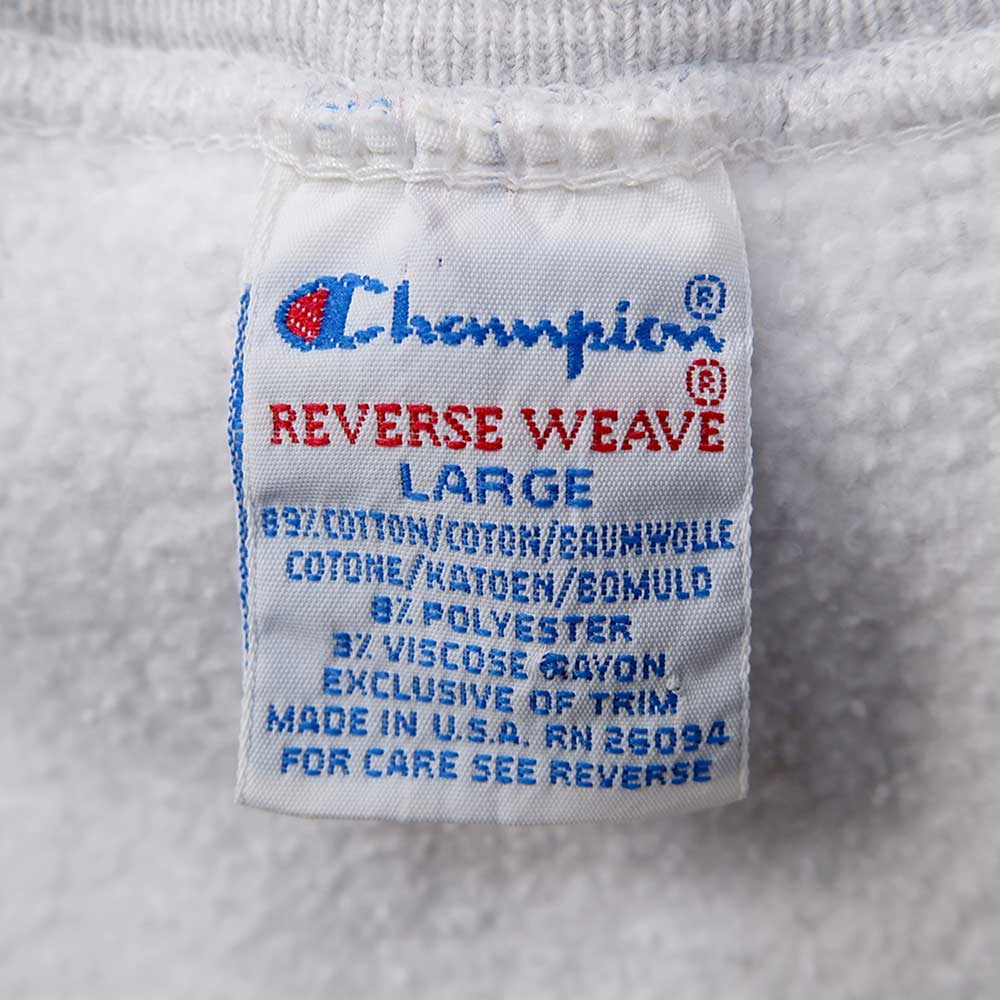 Champion®
®
REVERSE WEAVE
LARGE
89% COTTON/COTON/BAUMWOLLE
COTONE/KATOEN/BOMULD
8% POLYESTER
3% VISCOSE RAYON
EXCLUSIVE OF TRIM
MADE IN U.S.A. RN 26094
FOR CARE SEE REVERSE